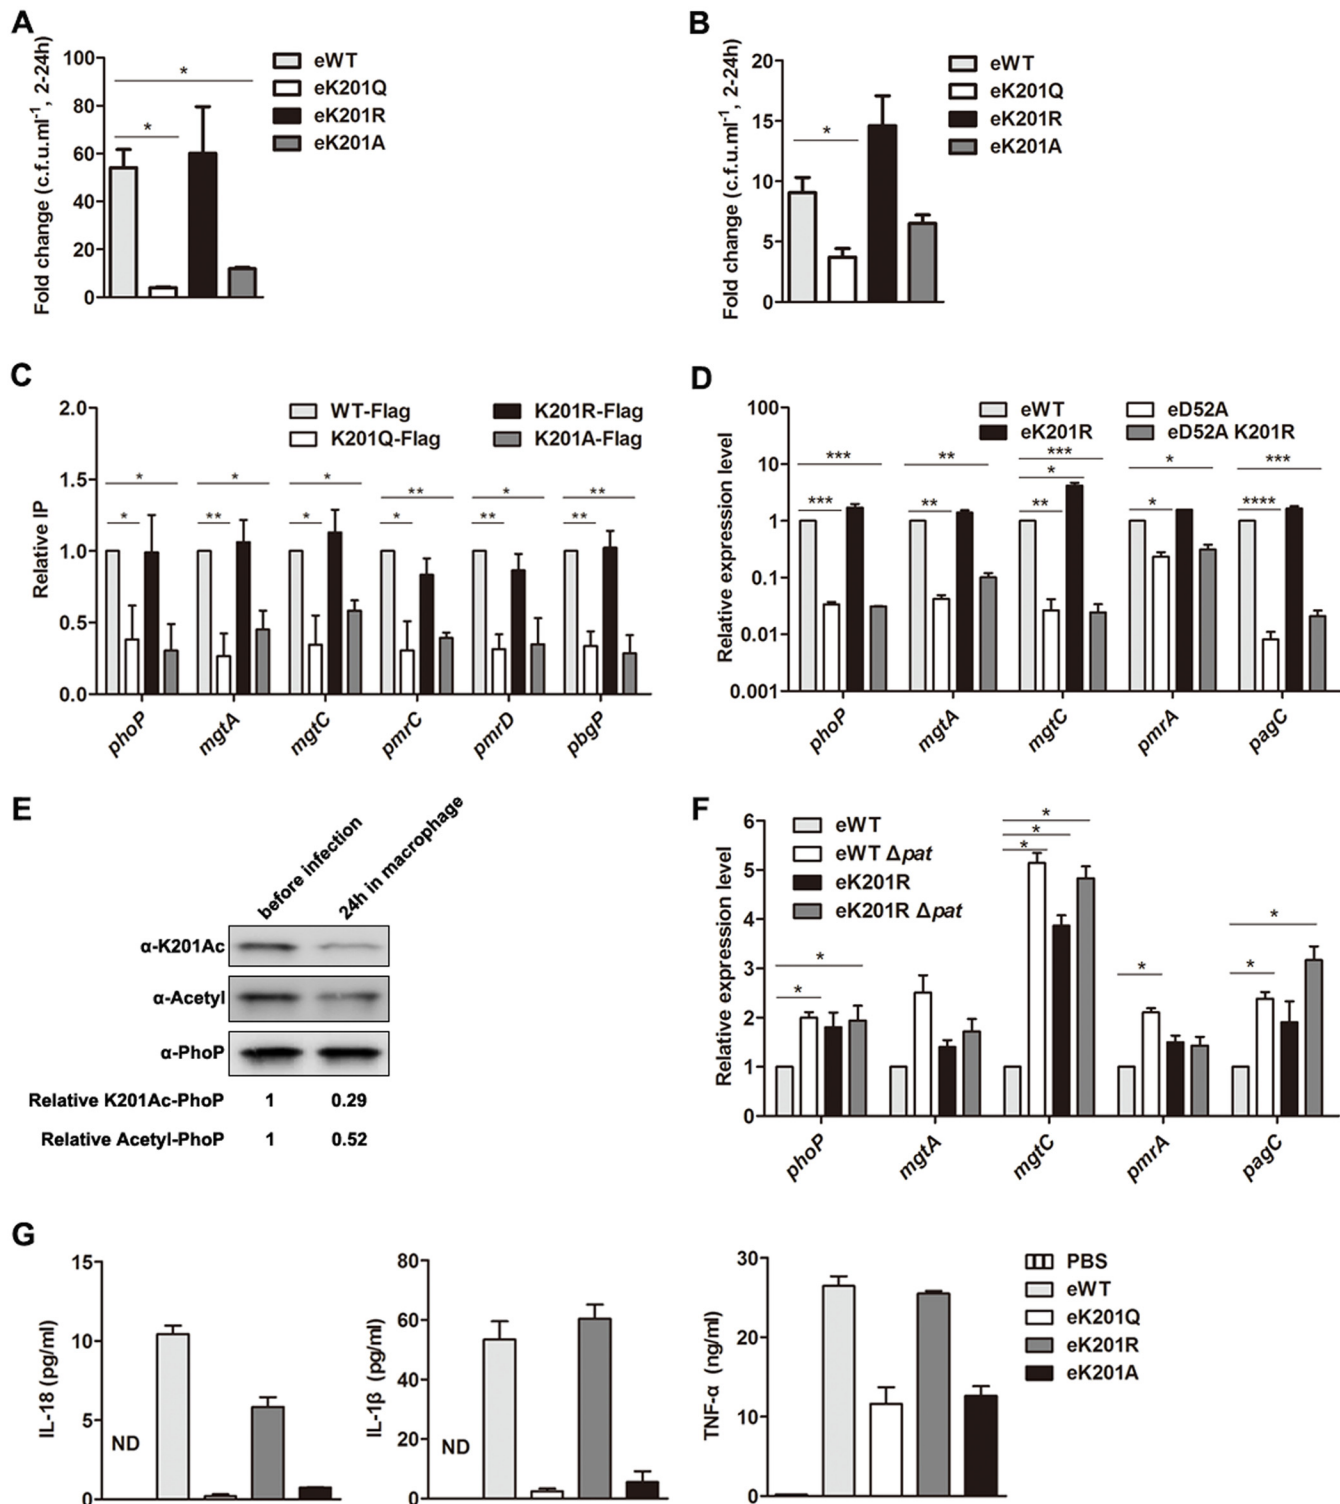 A
Fold change (c.f.u.ml⁻¹, 2-24h)
100
80
60
40
20
0
*
*
eWT
eK201Q
eK201R
eK201A
B
Fold change (c.f.u.ml⁻¹, 2-24h)
20
15
10
5
0
*
eWT
eK201Q
eK201R
eK201A
C
Relative IP
2.0
1.5
1.0
0.5
0.0
WT-Flag
K201Q-Flag
K201R-Flag
K201A-Flag
* * * ** * **
* ** * * ** **
phoP mgtA mgtC pmrC pmrD pbgP
D
Relative expression level
100
10
1
0.1
0.01
0.001
eWT
eK201R
eD52A
eD52A K201R
*** ** *** * ***
*** ** * ** * ****
phoP mgtA mgtC pmrA pagC
E
before infection
24h in macrophage
α-K201Ac
α-Acetyl
α-PhoP
Relative K201Ac-PhoP 1 0.29
Relative Acetyl-PhoP 1 0.52
F
Relative expression level
6
5
4
3
2
1
0
eWT
eWT Δpat
eK201R
eK201R Δpat
* * * * * * * *
phoP mgtA mgtC pmrA pagC
G
IL-18 (pg/ml)
15
10
5
0
ND
IL-1β (pg/ml)
80
60
40
20
0
ND
TNF-α (ng/ml)
30
20
10
0
PBS
eWT
eK201Q
eK201R
eK201A